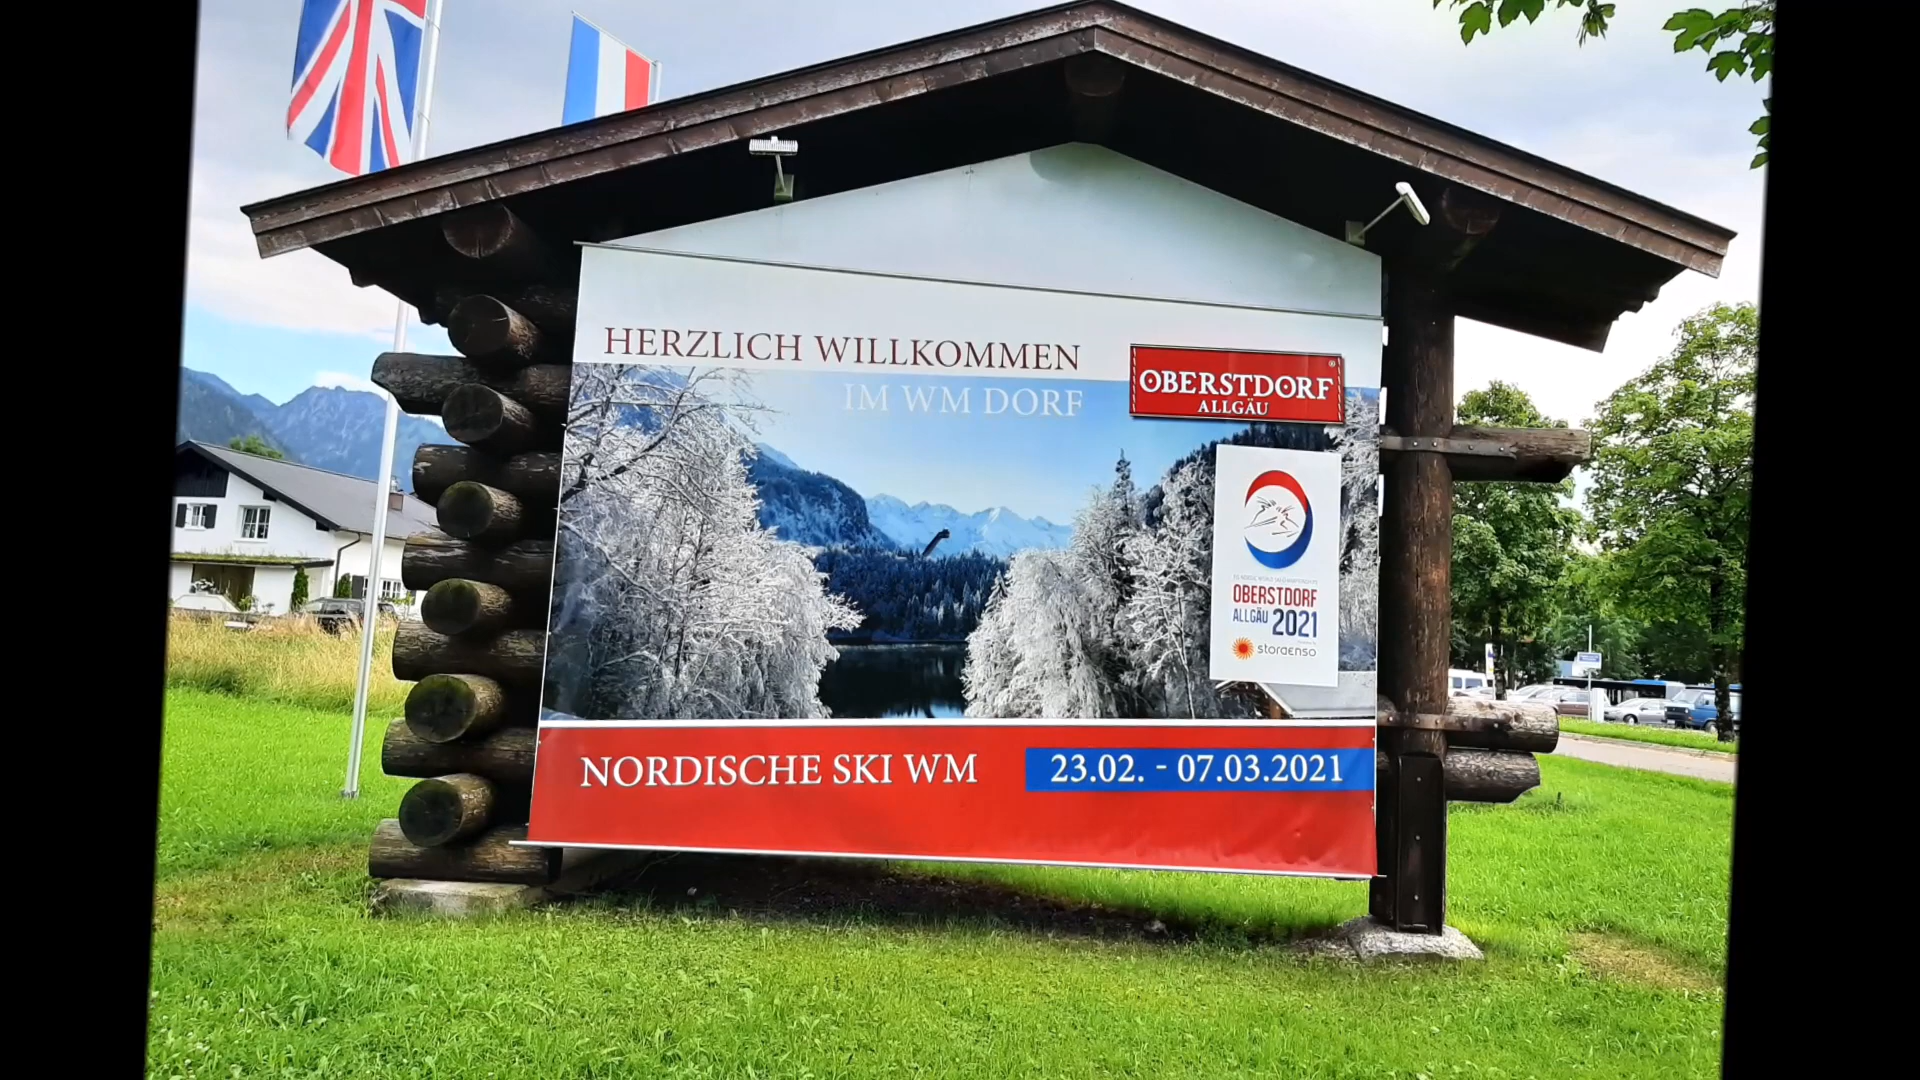 HERZLICH WILLKOMMEN
IM WM DORF
OBERSTDORF
ALLGÄU
OBERSTDORF
ALLGÄU 2021
storaenso
NORDISCHE SKI WM
23.02. - 07.03.2021